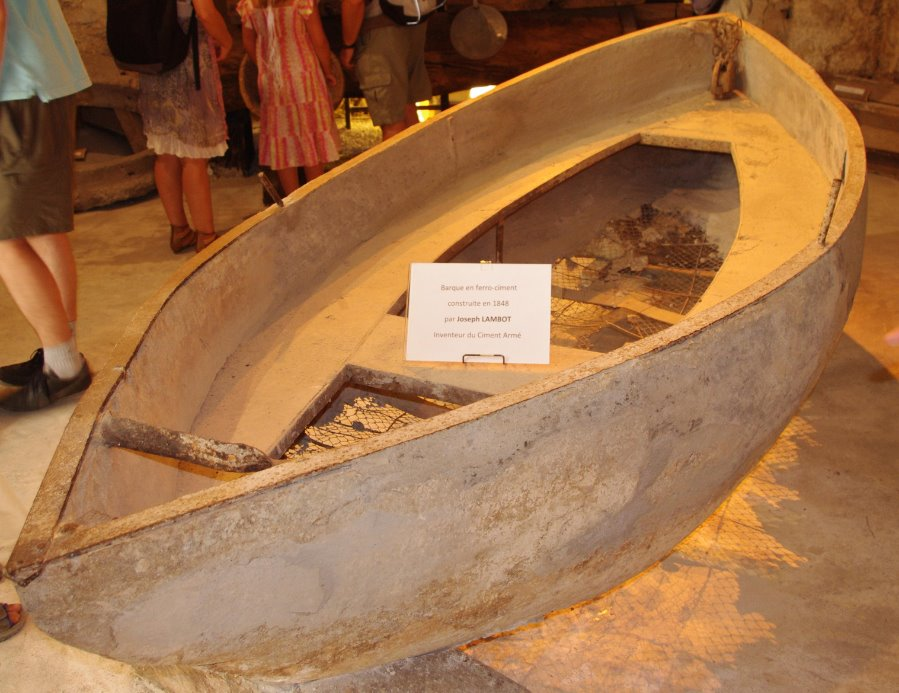 Barque en ferro-ciment
construite en 1848
par Joseph LAMBOT
Inventeur du Ciment Armé